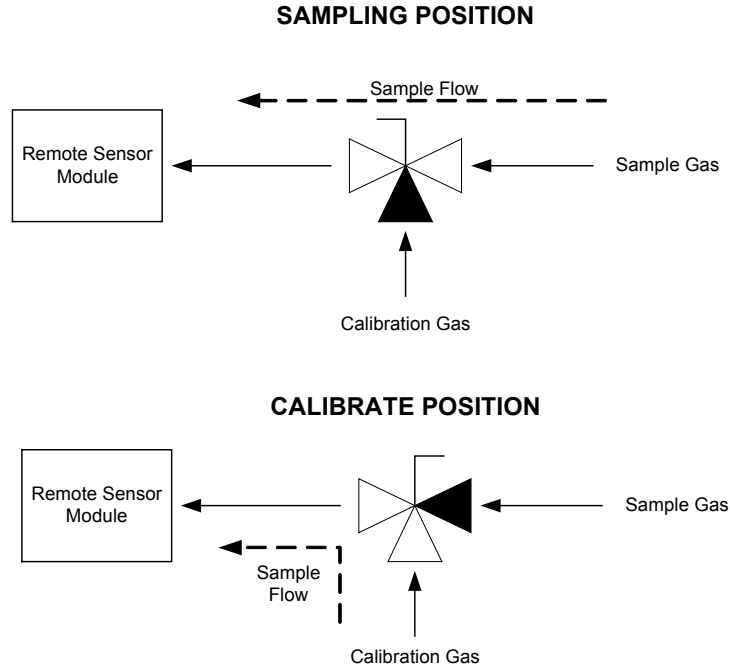 SAMPLING POSITION
Sample Flow
Remote Sensor
Module
Sample Gas
Calibration Gas
CALIBRATE POSITION
Remote Sensor
Module
Sample Gas
Sample
Flow
Calibration Gas